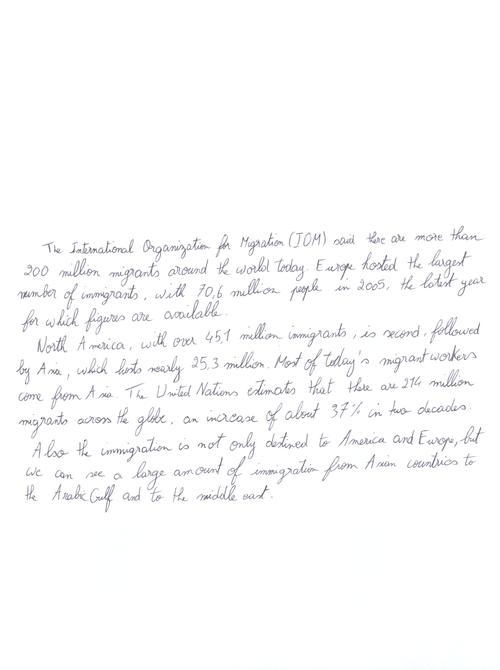 The International Organization for Migration (IOM) said there are more than
200 million migrants around the world today. Europe hosted the largest
number of immigrants, with 70,6 million people in 2005, the latest year
for which figures are available.
North America, with over 45,1 million immigrants, is second, followed
by Asia, which hosts nearly 25,3 million. Most of today's migrant workers
come from Asia. The United Nations estimates that there are 214 million
migrants across the globe, an increase of about 37% in two decades.
Also the immigration is not only destined to America and Europe, but
we can see a large amount of immigration from Asian countries to
the Arabic Gulf and to the middle east.